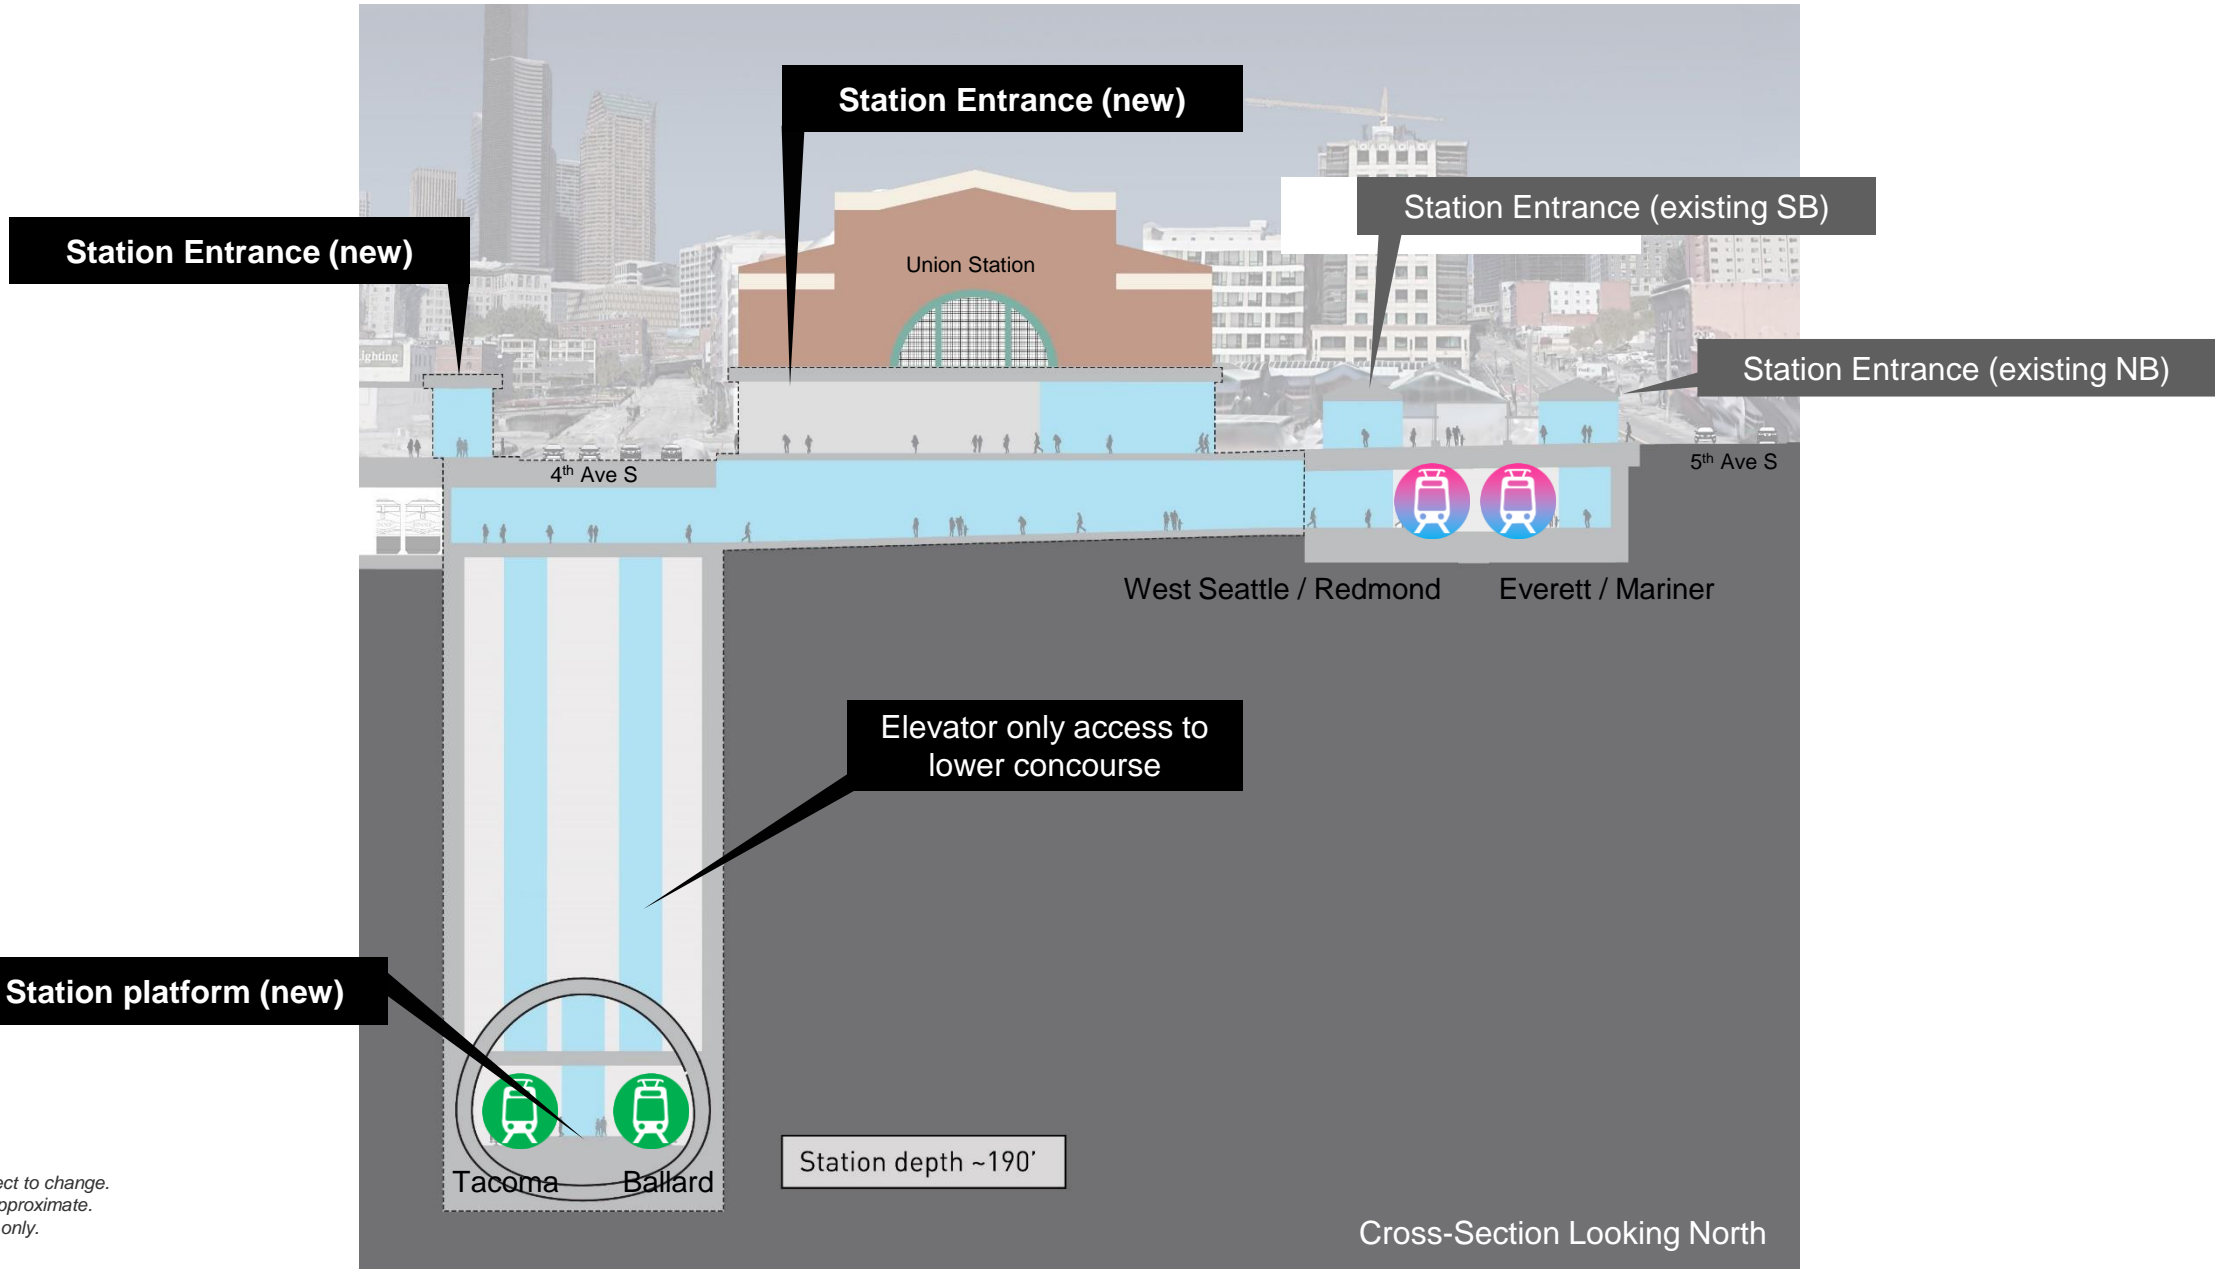 Station Entrance (new)
Station Entrance (existing SB)
Station Entrance (new)
Union Station
ighting
Station Entrance (existing NB)
4th Ave S
5th Ave S
West Seattle / Redmond
Everett / Mariner
Elevator only access to
lower concourse
Station platform (new)
Station depth ~190'
Tacoma
Ballard
ect to change.
pproximate.
only.
Cross-Section Looking North